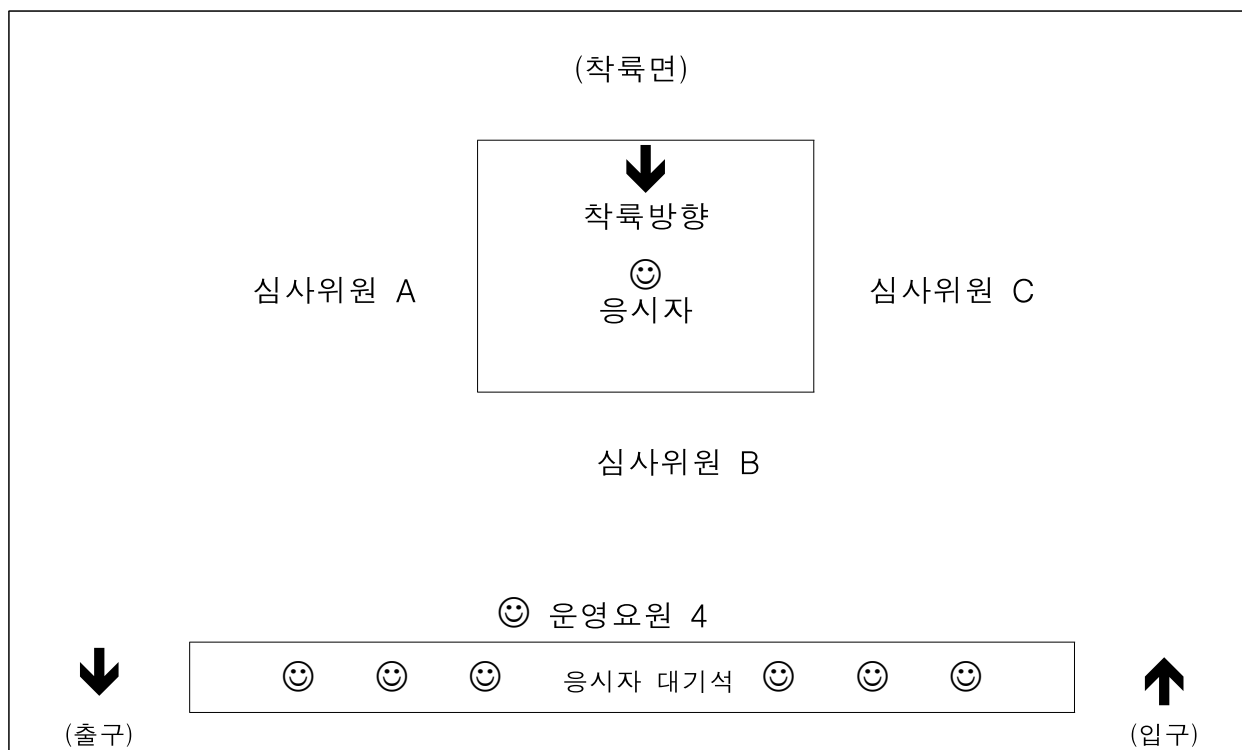 (착륙면)
착륙방향
심사위원 A
응시자
심사위원 C
심사위원 B
운영요원 4
응시자 대기석
(출구)
(입구)